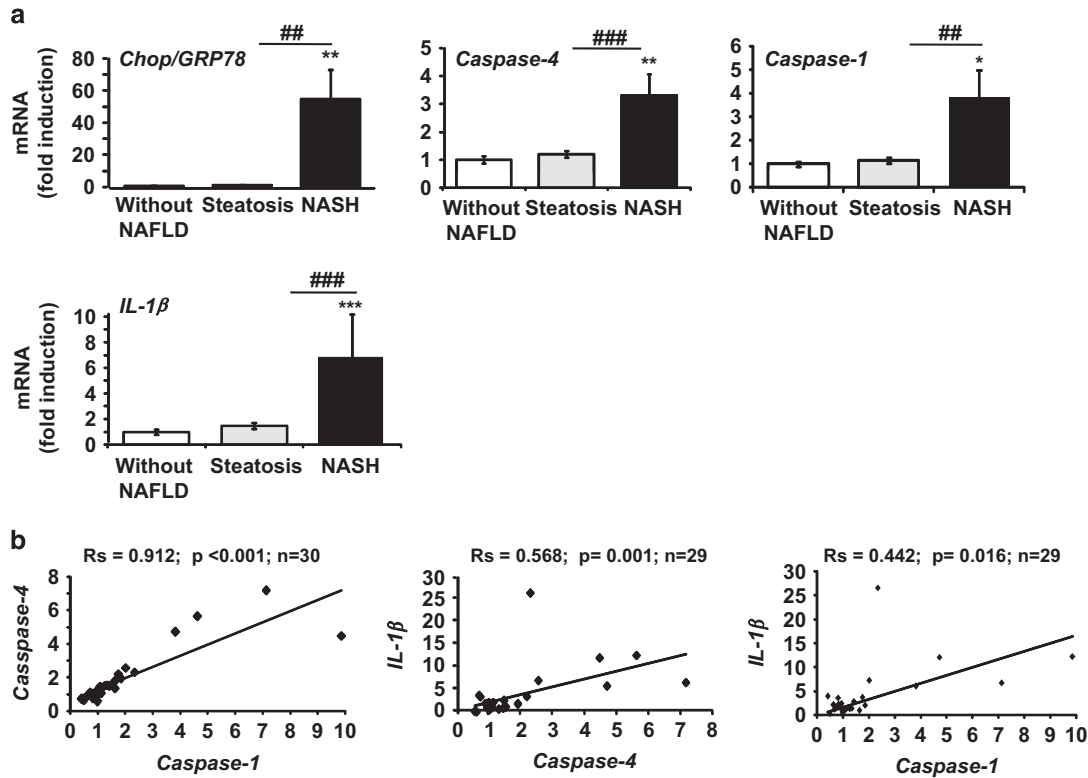 a
##
Chop/GRP78
**
80
60
40
20
0
mRNA
(fold induction)
Without
NAFLD
Steatosis
NASH
###
Caspase-4
**
5
4
3
2
1
0
Without
NAFLD
Steatosis
NASH
##
Caspase-1
*
6
5
4
3
2
1
0
Without
NAFLD
Steatosis
NASH
###
IL-1β
***
10
8
6
4
2
0
mRNA
(fold induction)
Without
NAFLD
Steatosis
NASH
b
Rs = 0.912; p <0.001; n=30
8
6
4
2
0
Casspase-4
0 1 2 3 4 5 6 7 8 9 10
Caspase-1
Rs = 0.568; p= 0.001; n=29
30
25
20
15
10
5
0
IL-1β
0 1 2 3 4 5 6 7 8
Caspase-4
Rs = 0.442; p= 0.016; n=29
30
25
20
15
10
5
0
IL-1β
0 1 2 3 4 5 6 7 8 9 10
Caspase-1